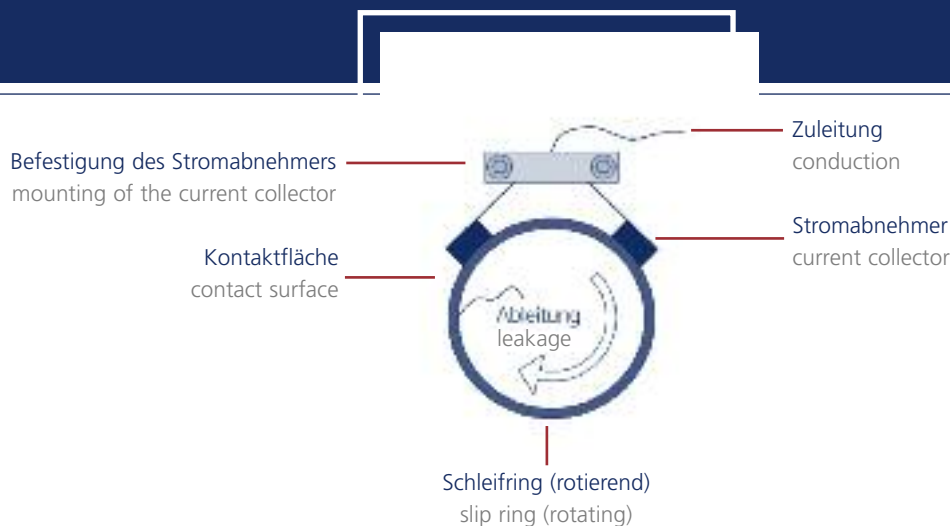 Zuleitung
conduction
Befestigung des Stromabnehmers
mounting of the current collector
Stromabnehmer
current collector
Kontaktfläche
contact surface
Ableitung
leakage
Schleifring (rotierend)
slip ring (rotating)